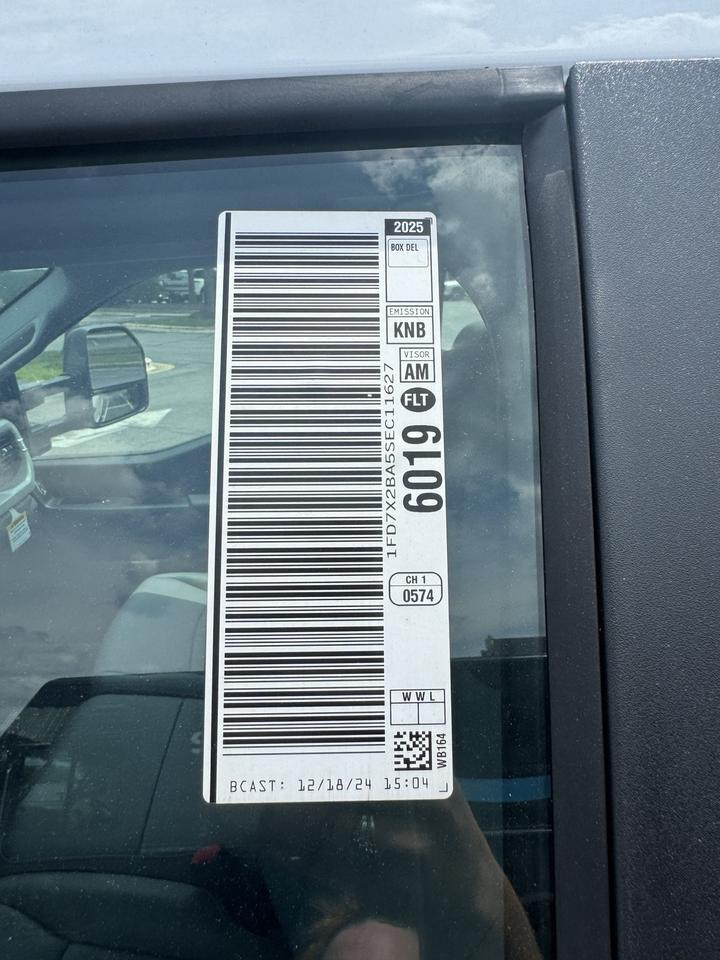 2025
BOX DEL
EMISSION
KNB
VISOR
AM
FLT
6019
1FD7X2BA5SEC11627
CH 1
0574
W W L
WB164
BCAST: 12/18/24 15:04